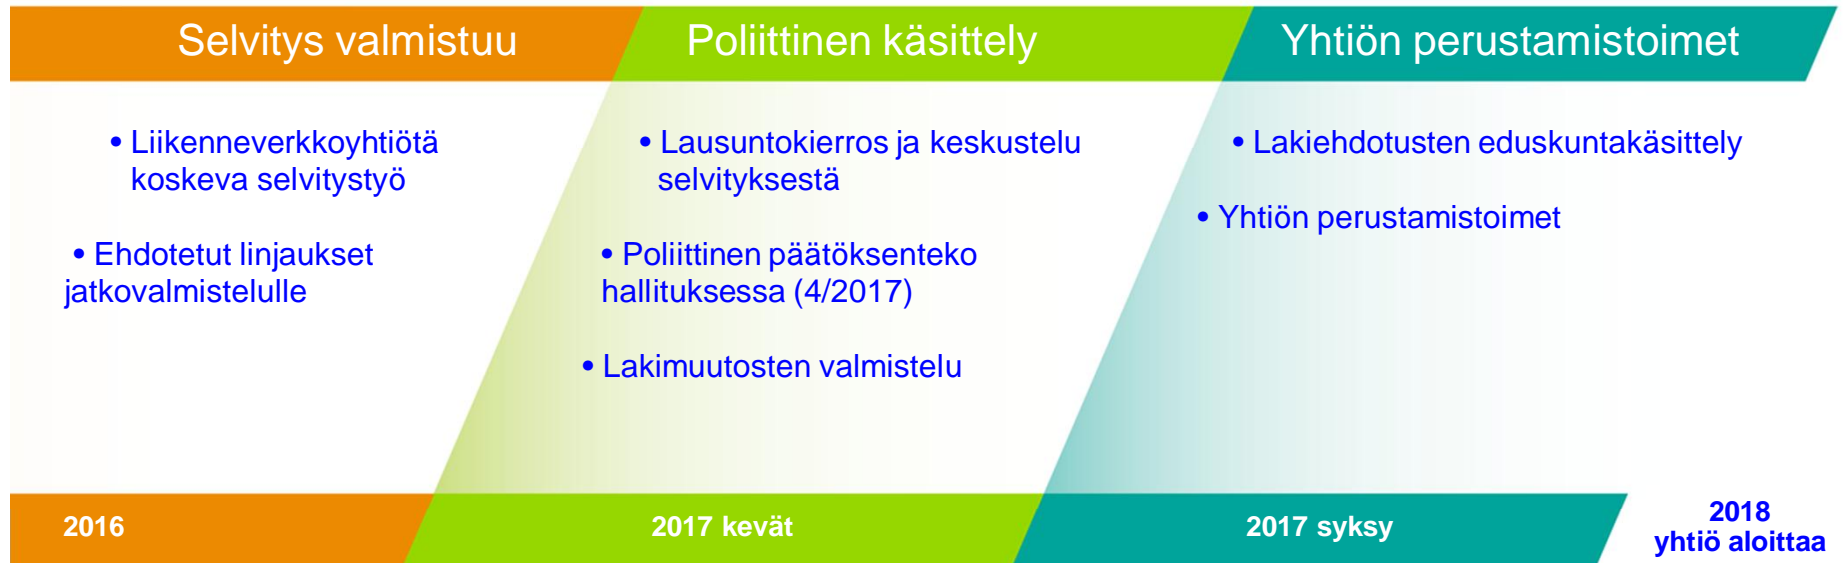 Selvitys valmistuu
Poliittinen käsittely
Yhtiön perustamistoimet
• Liikenneverkkoyhtiötä
koskeva selvitystyö
• Ehdotetut linjaukset
jatkovalmistelulle
• Lausuntokierros ja keskustelu
selvityksestä
• Poliittinen päätöksenteko
hallituksessa (4/2017)
• Lakimuutosten valmistelu
• Lakiehdotusten eduskuntakäsittely
• Yhtiön perustamistoimet
2016
2017 kevät
2017 syksy
2018
yhtiö aloittaa